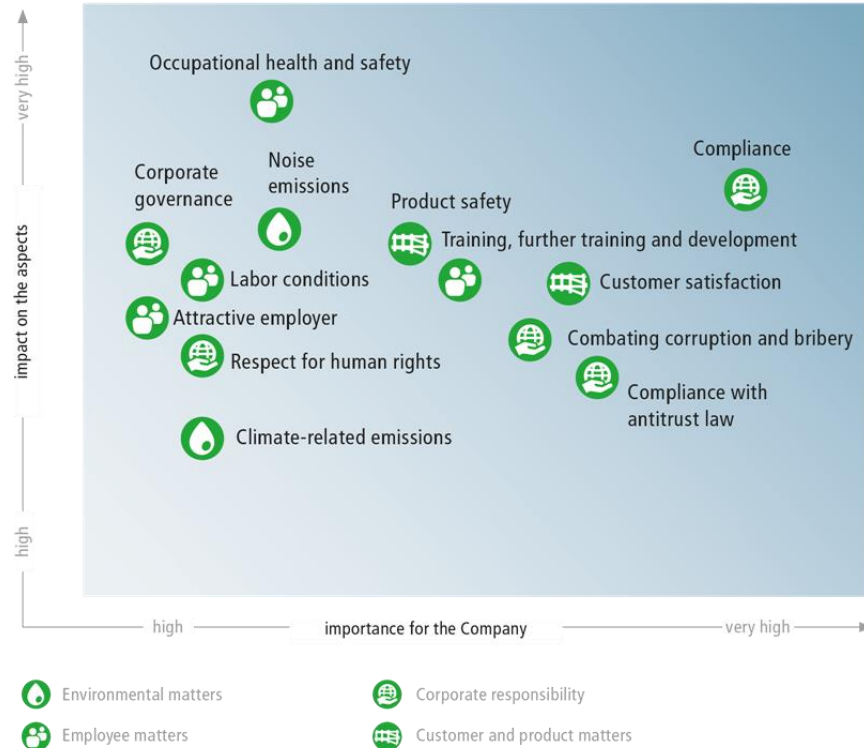 very high
impact on the aspects
high
Occupational health and safety
Noise
emissions
Corporate
governance
Compliance
Product safety
Training, further training and development
Labor conditions
Customer satisfaction
Attractive employer
Combating corruption and bribery
Respect for human rights
Compliance with
antitrust law
Climate-related emissions
high
importance for the Company
very high
Environmental matters
Corporate responsibility
Employee matters
Customer and product matters